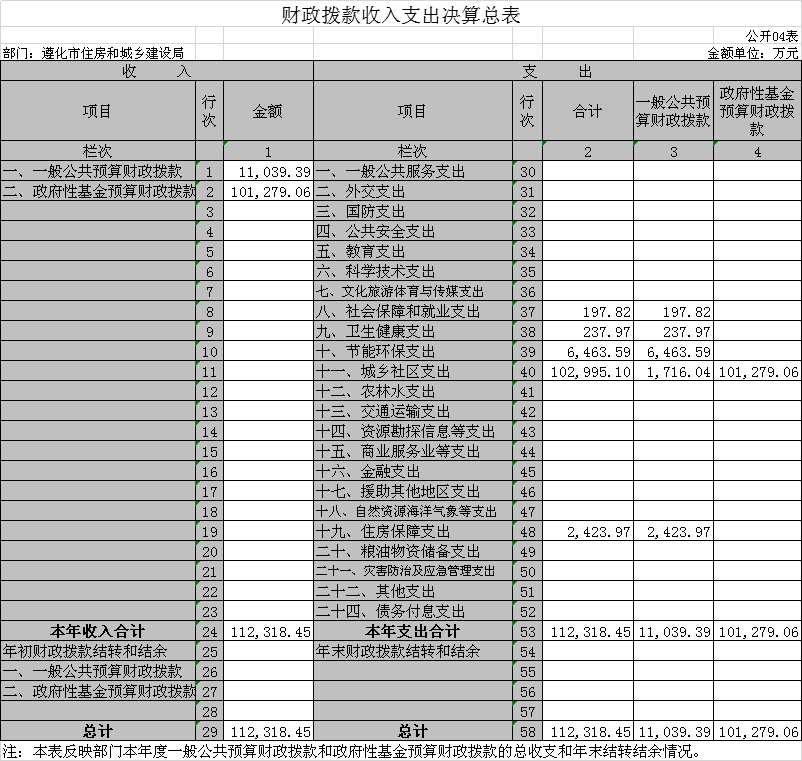 财政拨款收入支出决算总表
公开04表
部门：遵化市住房和城乡建设局 金额单位：万元
收 入 支 出
项目 行次 金额 项目 行次 合计 一般公共预算财政拨款 政府性基金预算财政拨款
栏次 1 栏次 2 3 4
一、一般公共预算财政拨款 1 11,039.39 一、一般公共服务支出 30
二、政府性基金预算财政拨款 2 101,279.06 二、外交支出 31
3 三、国防支出 32
4 四、公共安全支出 33
5 五、教育支出 34
6 六、科学技术支出 35
7 七、文化旅游体育与传媒支出 36
8 八、社会保障和就业支出 37 197.82 197.82
9 九、卫生健康支出 38 237.97 237.97
10 十、节能环保支出 39 6,463.59 6,463.59
11 十一、城乡社区支出 40 102,995.10 1,716.04 101,279.06
12 十二、农林水支出 41
13 十三、交通运输支出 42
14 十四、资源勘探信息等支出 43
15 十五、商业服务业等支出 44
16 十六、金融支出 45
17 十七、援助其他地区支出 46
18 十八、自然资源海洋气象等支出 47
19 十九、住房保障支出 48 2,423.97 2,423.97
20 二十、粮油物资储备支出 49
21 二十一、灾害防治及应急管理支出 50
22 二十二、其他支出 51
23 二十四、债务付息支出 52
本年收入合计 24 112,318.45 本年支出合计 53 112,318.45 11,039.39 101,279.06
年初财政拨款结转和结余 25 年末财政拨款结转和结余 54
一、一般公共预算财政拨款 26 55
二、政府性基金预算财政拨款 27 56
28 57
总计 29 112,318.45 总计 58 112,318.45 11,039.39 101,279.06
注：本表反映部门本年度一般公共预算财政拨款和政府性基金预算财政拨款的总收支和年末结转结余情况。